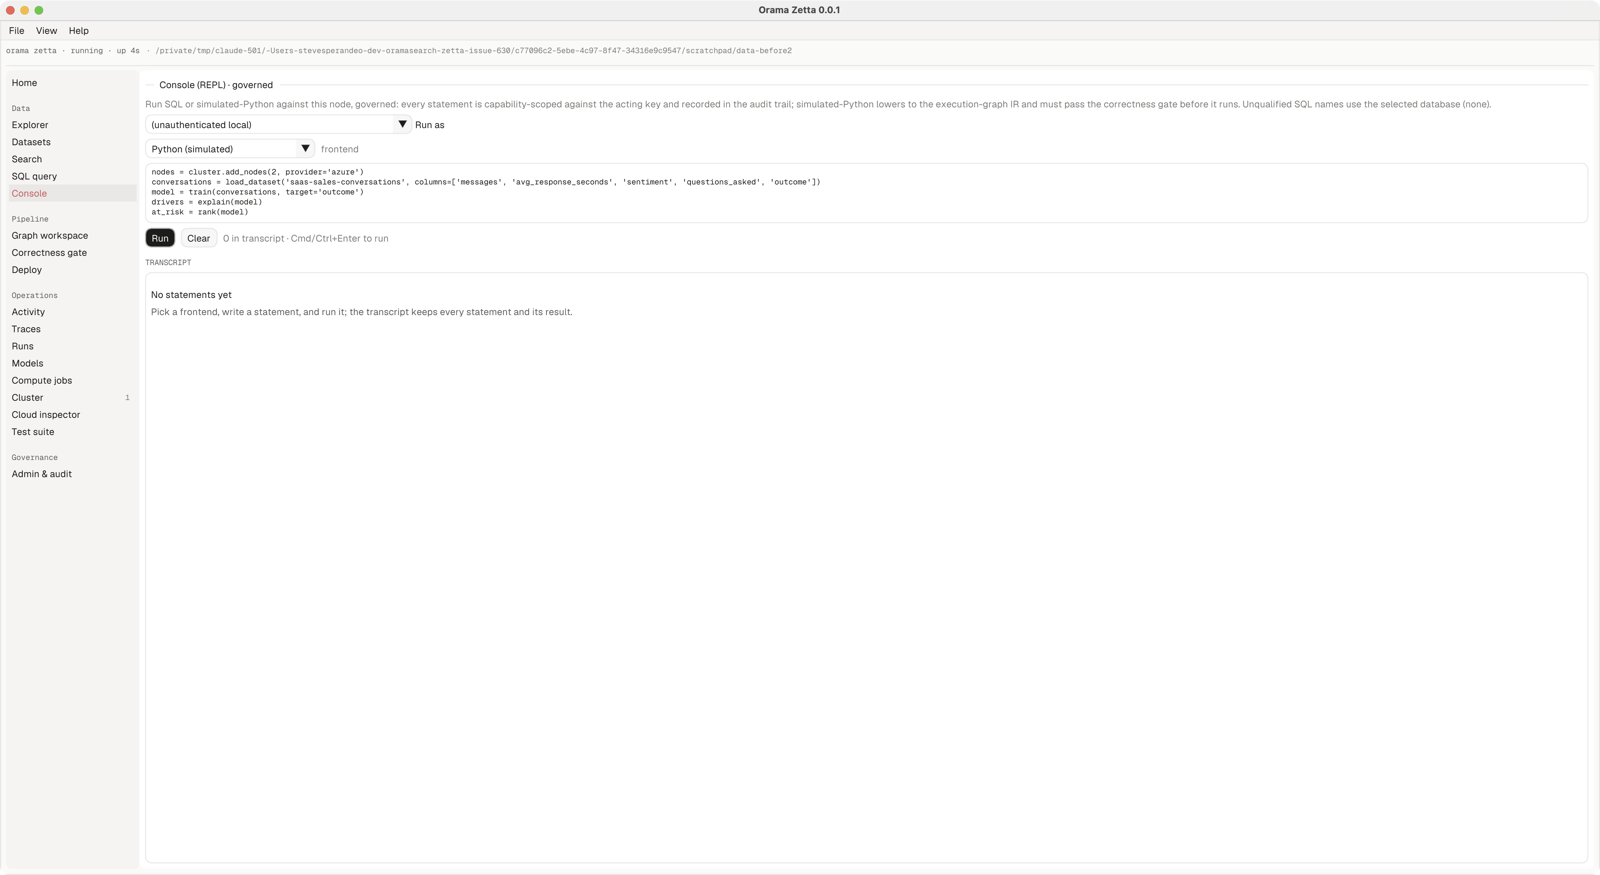 Orama Zetta 0.0.1
File View Help
orama zetta · running · up 4s · /private/tmp/claude-501/-Users-stevesperandeo-dev-oramasearch-zetta-issue-630/c77096c2-5ebe-4c97-8f47-34316e9c9547/scratchpad/data-before2
Home
Data
Explorer
Datasets
Search
SQL query
Console
Pipeline
Graph workspace
Correctness gate
Deploy
Operations
Activity
Traces
Runs
Models
Compute jobs
Cluster 1
Cloud inspector
Test suite
Governance
Admin & audit
Console (REPL) · governed
Run SQL or simulated-Python against this node, governed: every statement is capability-scoped against the acting key and recorded in the audit trail; simulated-Python lowers to the execution-graph IR and must pass the correctness gate before it runs. Unqualified SQL names use the selected database (none).
(unauthenticated local) Run as
Python (simulated) frontend
nodes = cluster.add_nodes(2, provider='azure')
conversations = load_dataset('saas-sales-conversations', columns=['messages', 'avg_response_seconds', 'sentiment', 'questions_asked', 'outcome'])
model = train(conversations, target='outcome')
drivers = explain(model)
at_risk = rank(model)
Run Clear 0 in transcript · Cmd/Ctrl+Enter to run
TRANSCRIPT
No statements yet
Pick a frontend, write a statement, and run it; the transcript keeps every statement and its result.